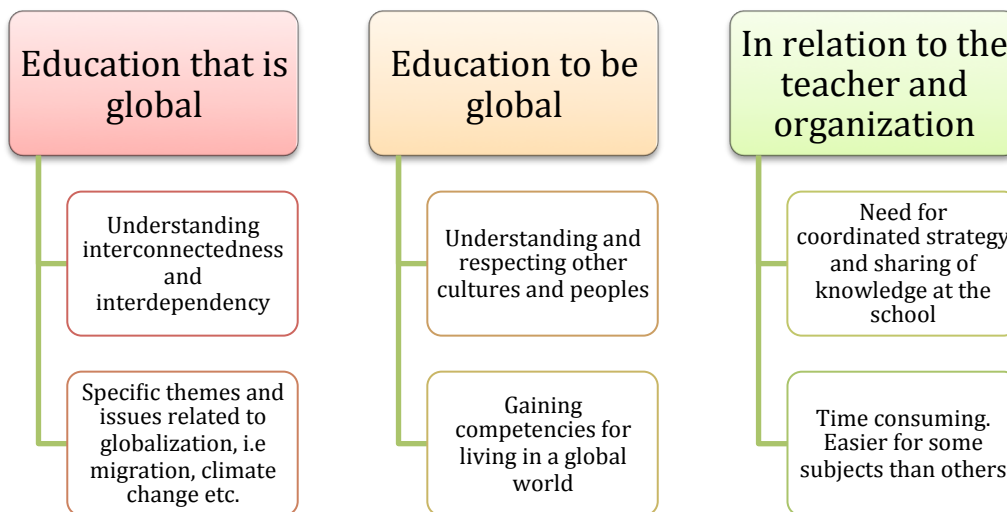 Education that is
global
Understanding
interconnectedness
and
interdependency
Specific themes and
issues related to
globalization, i.e
migration, climate
change etc.
Education to be
global
Understanding and
respecting other
cultures and peoples
Gaining
competencies for
living in a global
world
In relation to the
teacher and
organization
Need for
coordinated strategy
and sharing of
knowledge at the
school
Time consuming.
Easier for some
subjects than others